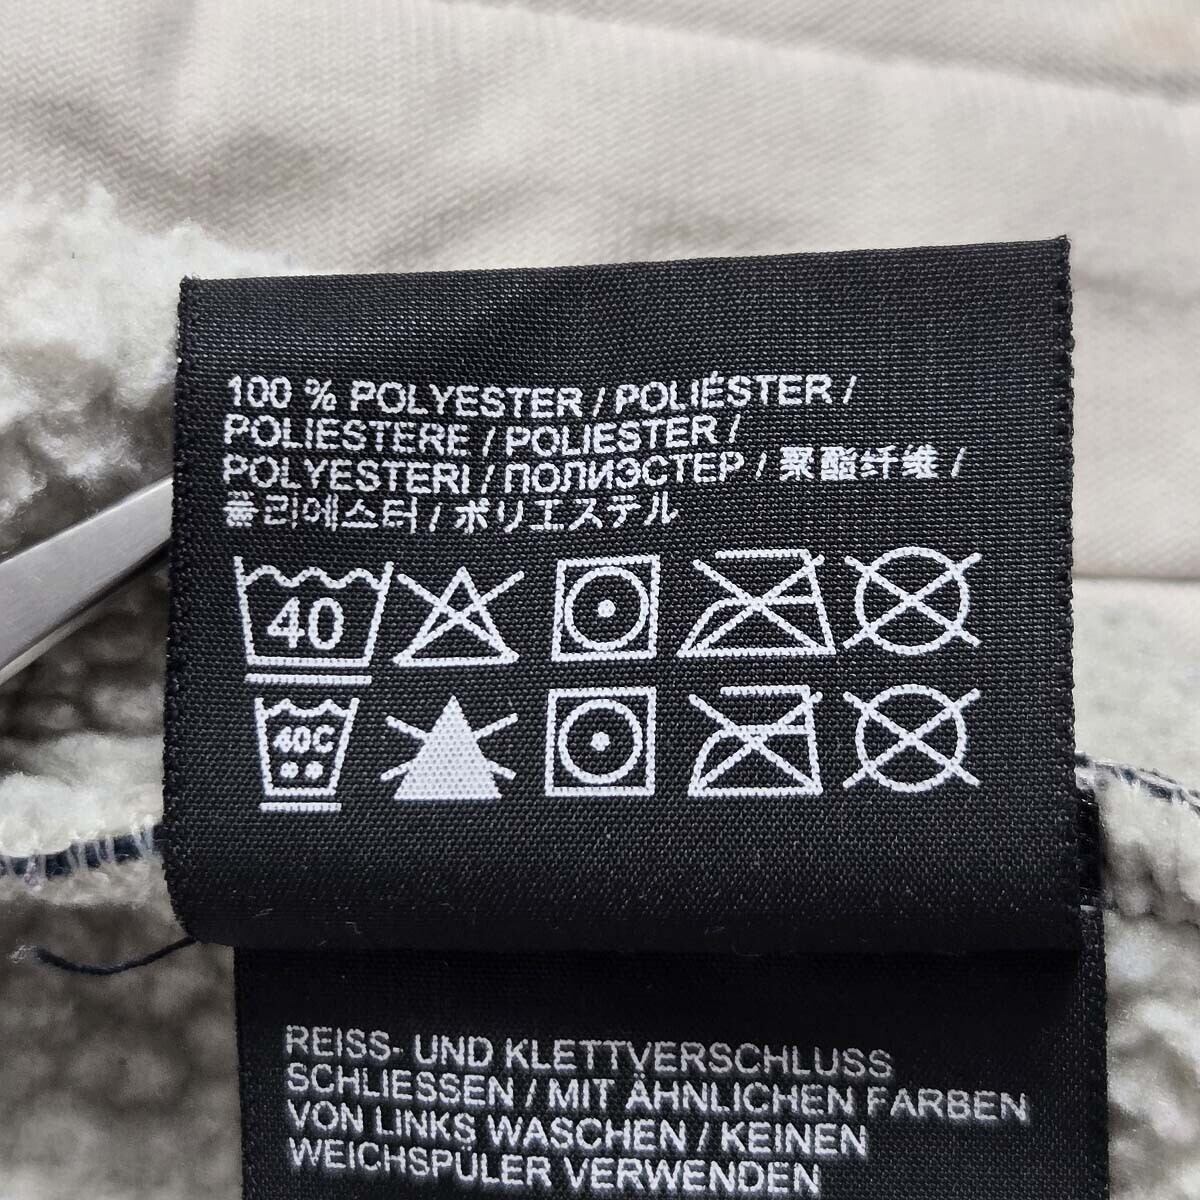 100 % POLYESTER / POLIÉSTER /
POLIESTERE / POLIESTER /
POLYESTERI / ПОЛИЭСТЕР / 聚酯纤维 /
폴리에스터 / ポリエステル
40
40C
REISS- UND KLETTVERSCHLUSS
SCHLIESSEN / MIT ÄHNLICHEN FARBEN
VON LINKS WASCHEN / KEINEN
WEICHSPÜLER VERWENDEN